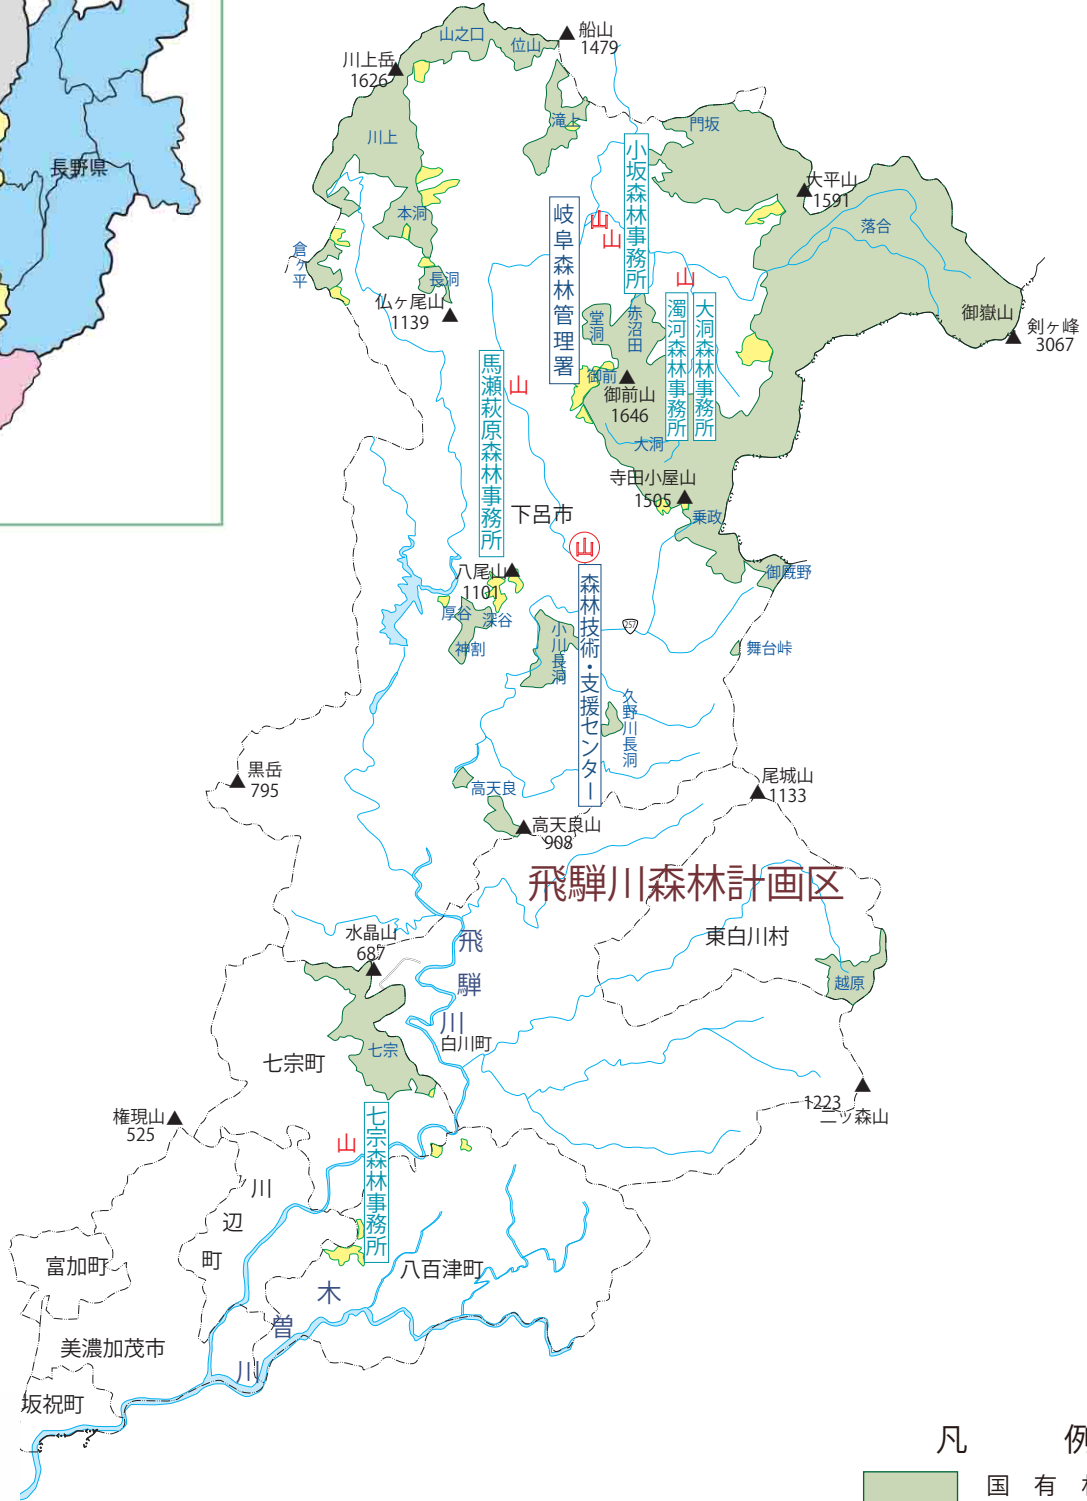 長野県
山之口
位山
船山
1479
川上岳
1626
川上
滝上
門坂
小坂森林事務所
大平山
1591
落合
本洞
岐阜森林管理署
山
山
倉ヶ平
長洞
山
仏ヶ尾山
1139
堂洞
赤沼田
濁河森林事務所
大洞森林事務所
御嶽山
剣ヶ峰
3067
馬瀬萩原森林事務所
山
御前
御前山
1646
大洞
寺田小屋山
1505
下呂市
乗政
山
八尾山
1101
御厩野
森林技術・支援センター
厚谷
深谷
神割
小川長洞
257
舞台峠
久野川長洞
黒岳
795
高天良
尾城山
1133
高天良山
908
飛騨川森林計画区
東白川村
水晶山
687
飛騨川
越原
白川町
七宗
七宗町
1223
二ッ森山
権現山
525
山
七宗森林事務所
川辺町
富加町
八百津町
木曽川
美濃加茂市
坂祝町
凡 例
国 有